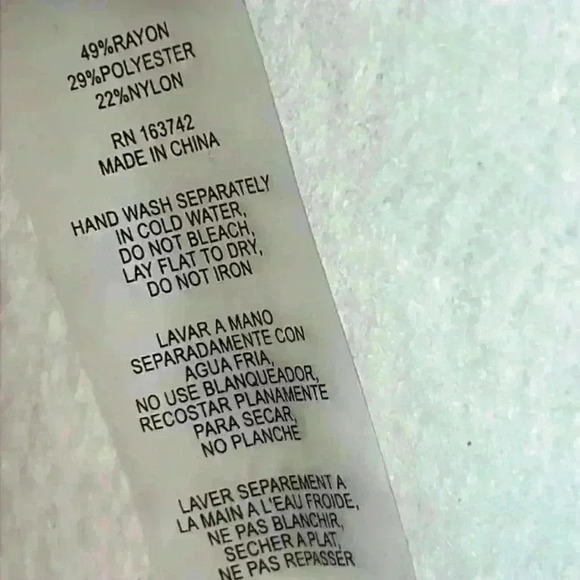 49%RAYON
29%POLYESTER
22%NYLON
RN 163742
MADE IN CHINA
HAND WASH SEPARATELY
IN COLD WATER,
DO NOT BLEACH,
LAY FLAT TO DRY,
DO NOT IRON
LAVAR A MANO
SEPARADAMENTE CON
AGUA FRIA,
NO USE BLANQUEADOR,
RECOSTAR PLANAMENTE
PARA SECAR,
NO PLANCHE
LAVER SEPAREMENT A
LA MAIN A L'EAU FROIDE,
NE PAS BLANCHIR,
SECHER A PLAT,
NE PAS REPASSER